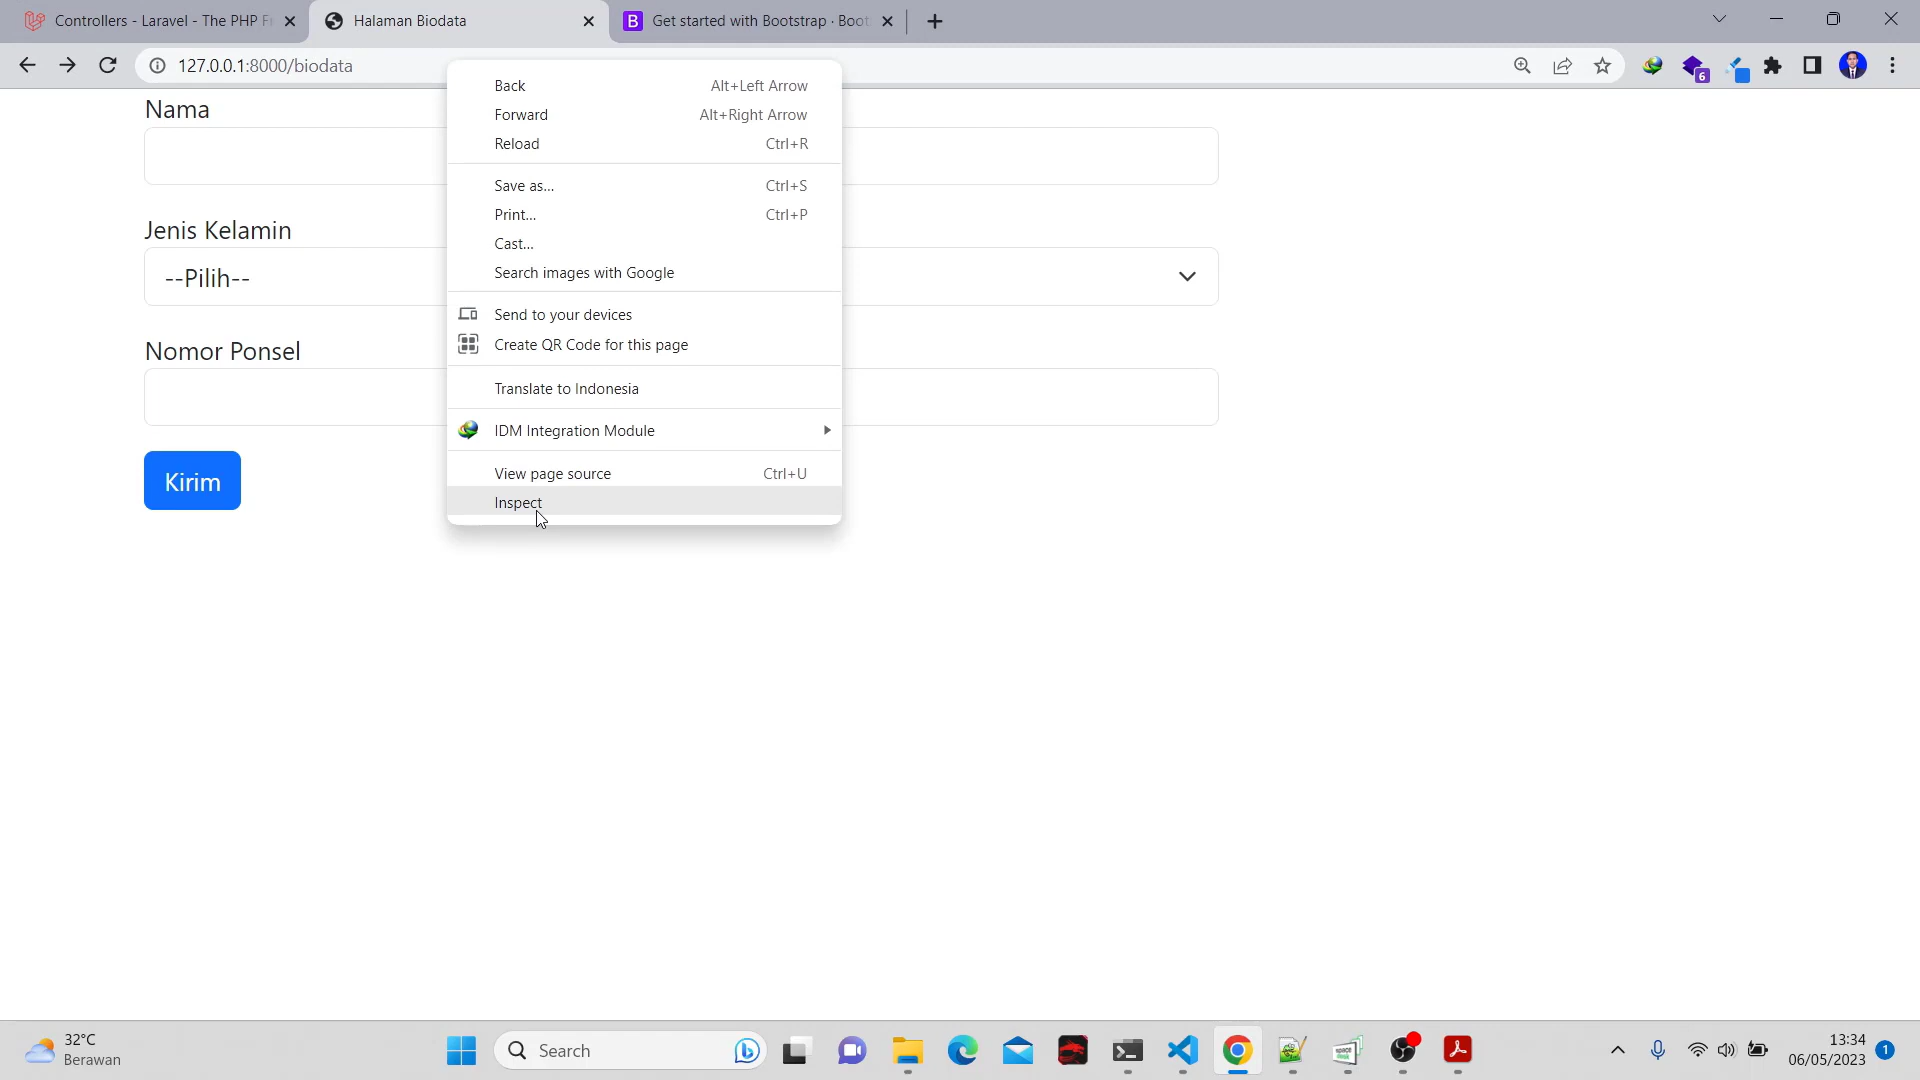 Controllers - Laravel - The PHP Fr
Halaman Biodata
B
Get started with Bootstrap · Boot
127.0.0.1:8000/biodata
6
Nama
Jenis Kelamin
--Pilih--
Nomor Ponsel
Kirim
Back Alt+Left Arrow
Forward Alt+Right Arrow
Reload Ctrl+R
Save as... Ctrl+S
Print... Ctrl+P
Cast...
Search images with Google
Send to your devices
Create QR Code for this page
Translate to Indonesia
IDM Integration Module
View page source Ctrl+U
Inspect
32°C
Berawan
Search
13:34
06/05/2023
1